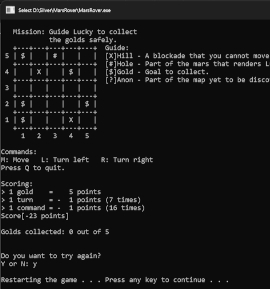 Select D:\Silver\MarsRover\MarsRover.exe
Mission: Guide Lucky to collect
the golds safely.
+---+---+---+---+---+ Guide:
5 | $ | | # | | | [X]Hill - A blockade that you cannot move
+---+---+---+---+---+ [#]Hole - Part of the mars that renders L
4 | | X | | $ | | [$]Gold - Goal to collect.
+---+---+---+---+---+ [?]Anon - Part of the map yet to be disco
3 | | | | | |
+---+---+---+---+---+
2 | $ | | | | $ |
+---+---+---+---+---+
1 | $ | | | X | |
+---+---+---+---+---+
1 2 3 4 5
Commands:
M: Move L: Turn left R: Turn right
Press Q to quit.
Scoring:
> 1 gold = 5 points
> 1 turn = - 1 points (7 times)
> 1 command = - 1 points (16 times)
Score[-23 points]
Golds collected: 0 out of 5
Do you want to try again?
Y or N: y
Restarting the game . . . Press any key to continue . . .